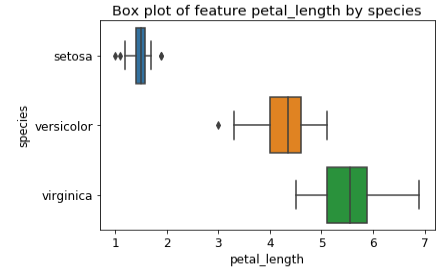 Box plot of feature petal_length by species
species
setosa
versicolor
virginica
1 2 3 4 5 6 7
petal_length